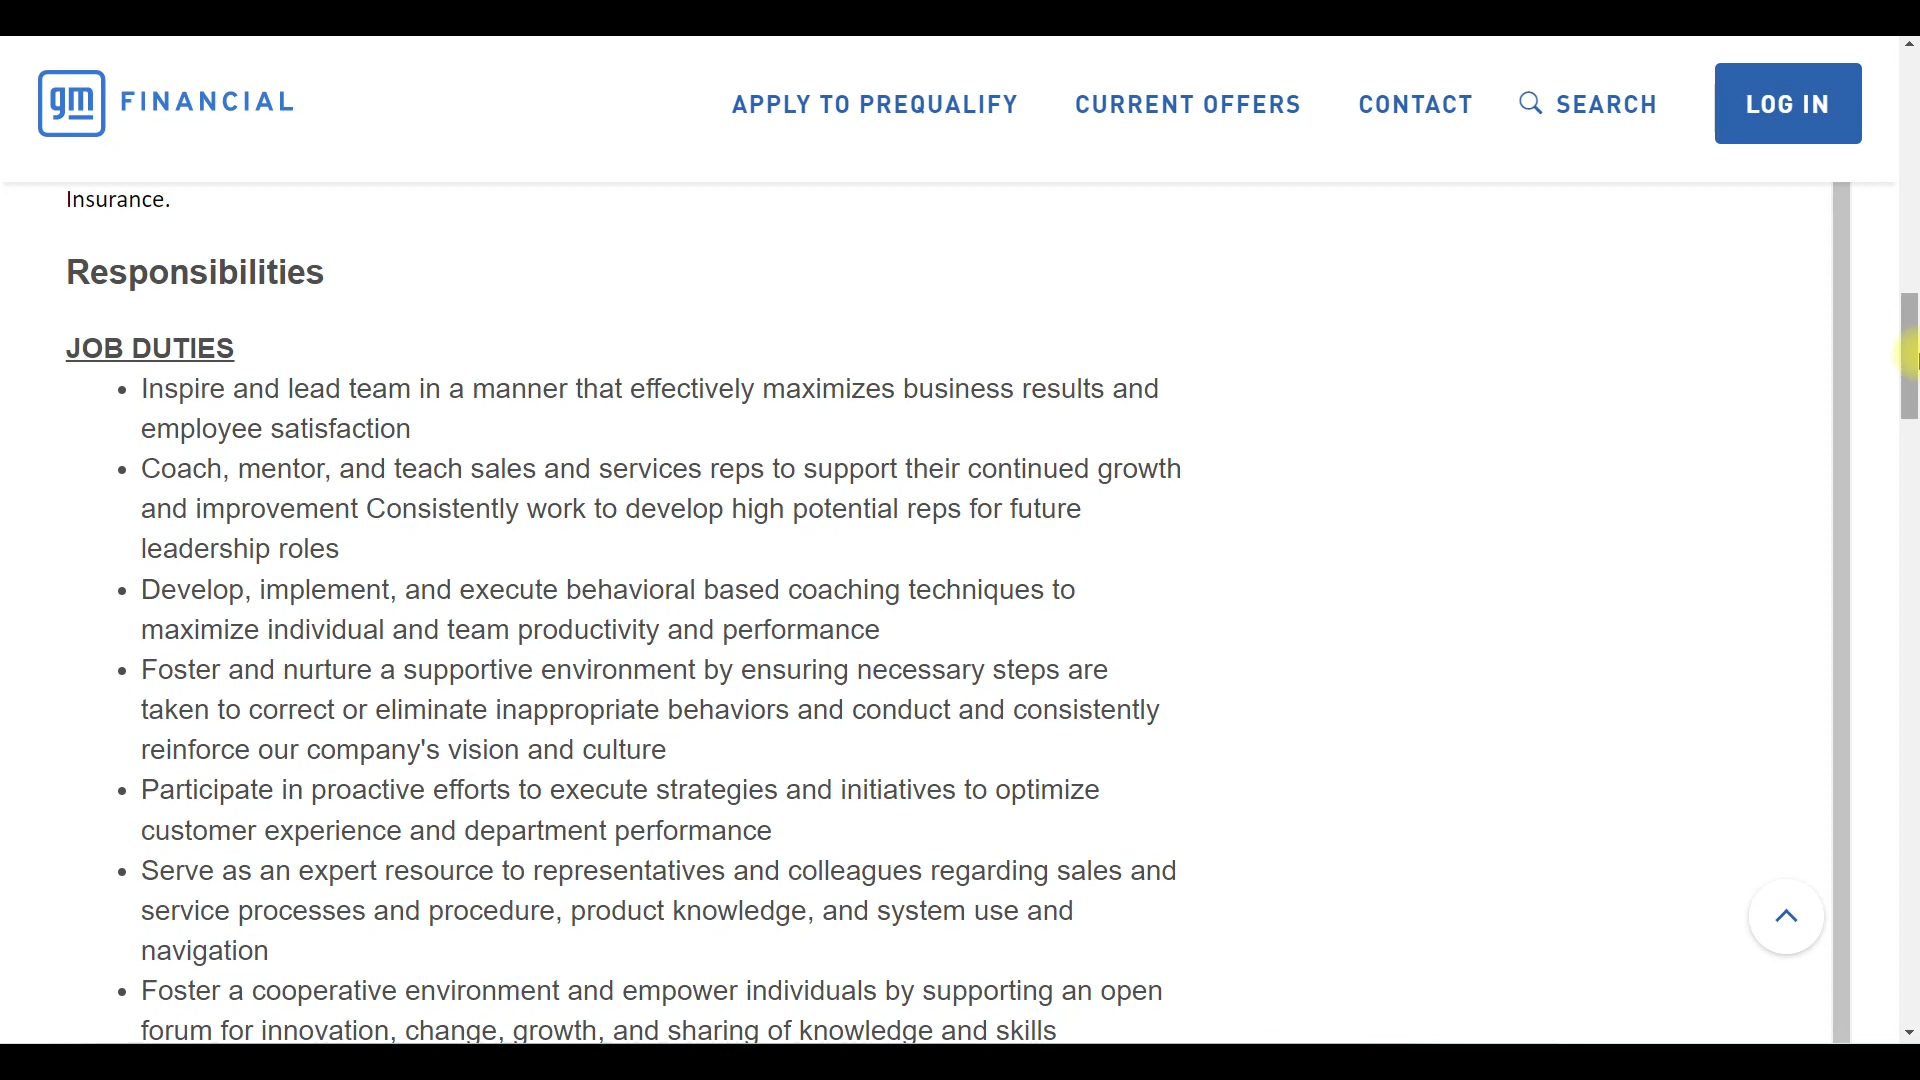 gm FINANCIAL
APPLY TO PREQUALIFY CURRENT OFFERS CONTACT SEARCH LOG IN
Insurance.
Responsibilities
JOB DUTIES
• Inspire and lead team in a manner that effectively maximizes business results and
employee satisfaction
• Coach, mentor, and teach sales and services reps to support their continued growth
and improvement Consistently work to develop high potential reps for future
leadership roles
• Develop, implement, and execute behavioral based coaching techniques to
maximize individual and team productivity and performance
• Foster and nurture a supportive environment by ensuring necessary steps are
taken to correct or eliminate inappropriate behaviors and conduct and consistently
reinforce our company's vision and culture
• Participate in proactive efforts to execute strategies and initiatives to optimize
customer experience and department performance
• Serve as an expert resource to representatives and colleagues regarding sales and
service processes and procedure, product knowledge, and system use and
navigation
• Foster a cooperative environment and empower individuals by supporting an open
forum for innovation, change, growth, and sharing of knowledge and skills